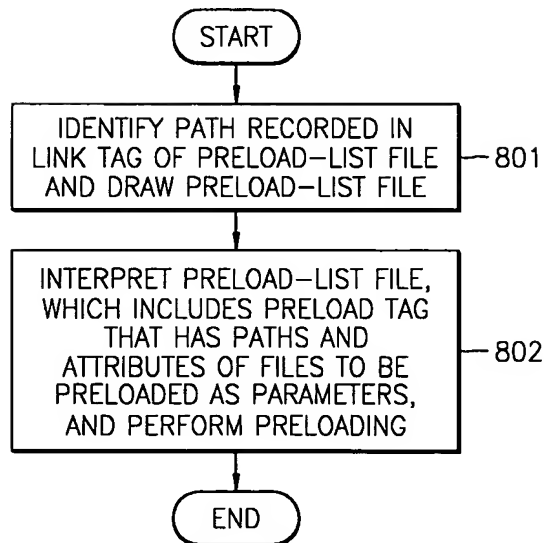 START
IDENTIFY PATH RECORDED IN
LINK TAG OF PRELOAD-LIST FILE
AND DRAW PRELOAD-LIST FILE
801
INTERPRET PRELOAD-LIST FILE,
WHICH INCLUDES PRELOAD TAG
THAT HAS PATHS AND
ATTRIBUTES OF FILES TO BE
PRELOADED AS PARAMETERS,
AND PERFORM PRELOADING
802
END